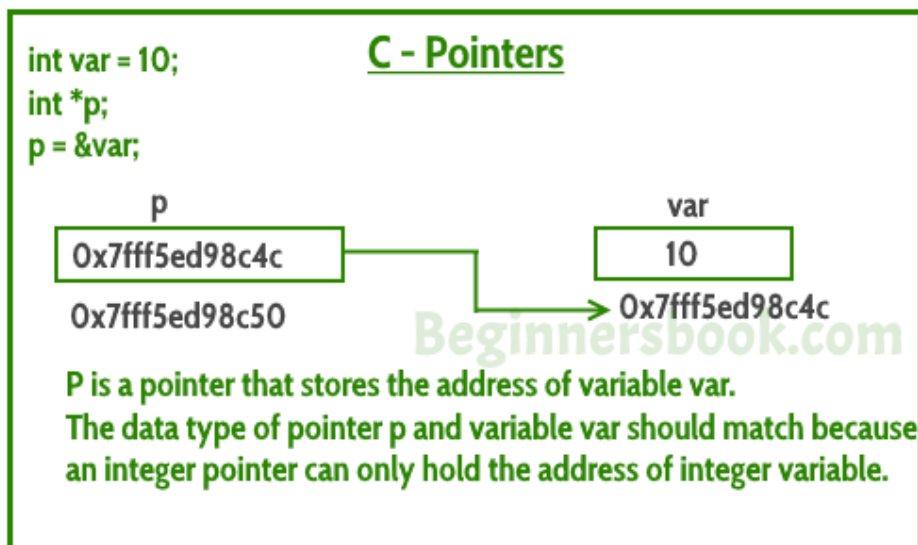 C - Pointers
int var = 10;
int *p;
p = &var;
p
var
0x7fff5ed98c4c
10
0x7fff5ed98c50
0x7fff5ed98c4c
Beginnersbook.com
P is a pointer that stores the address of variable var.
The data type of pointer p and variable var should match because
an integer pointer can only hold the address of integer variable.